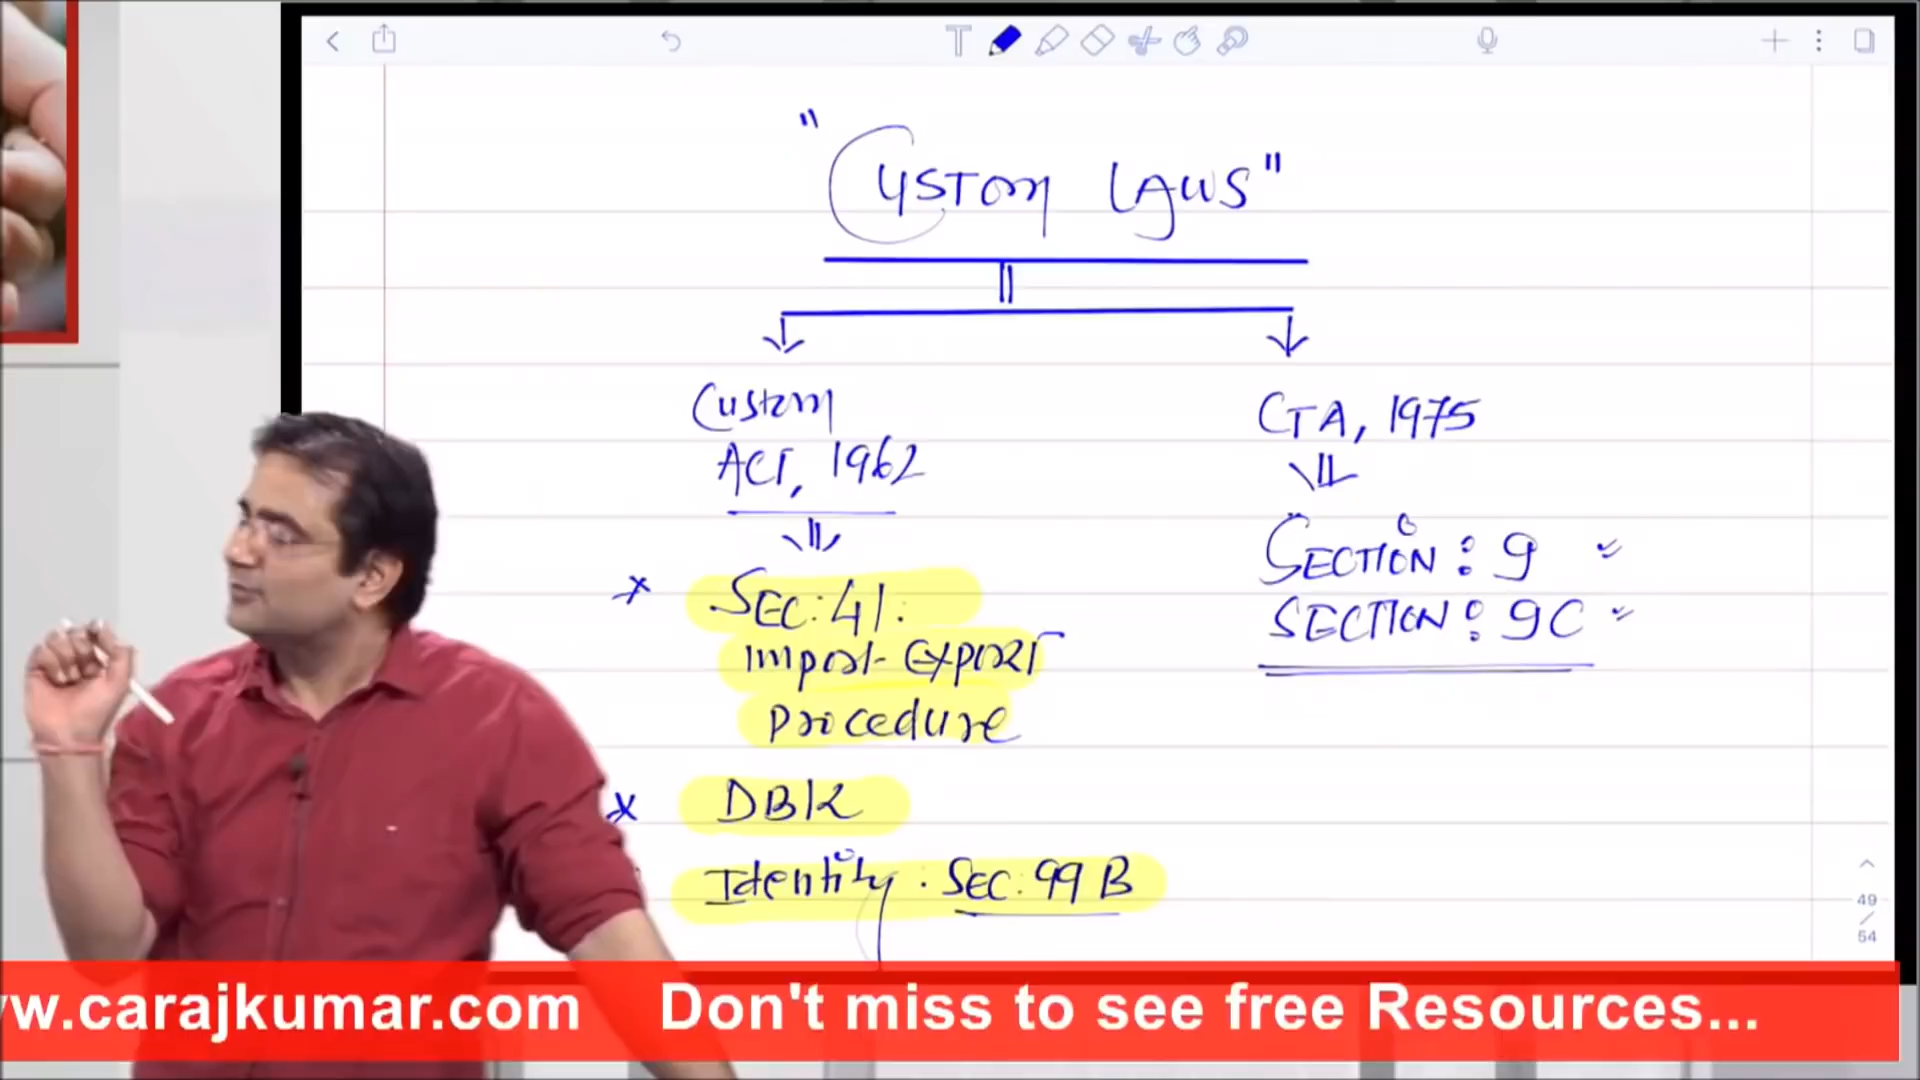 "Custom Laws"
Custom
ACT, 1962
CTA, 1975
SECTION: 9
SECTION: 9C
SEC: 41:
Import-Export
Procedure
DBK
Identity: Sec: 99 B
49
/
54
w.carajkumar.com Don't miss to see free Resources...